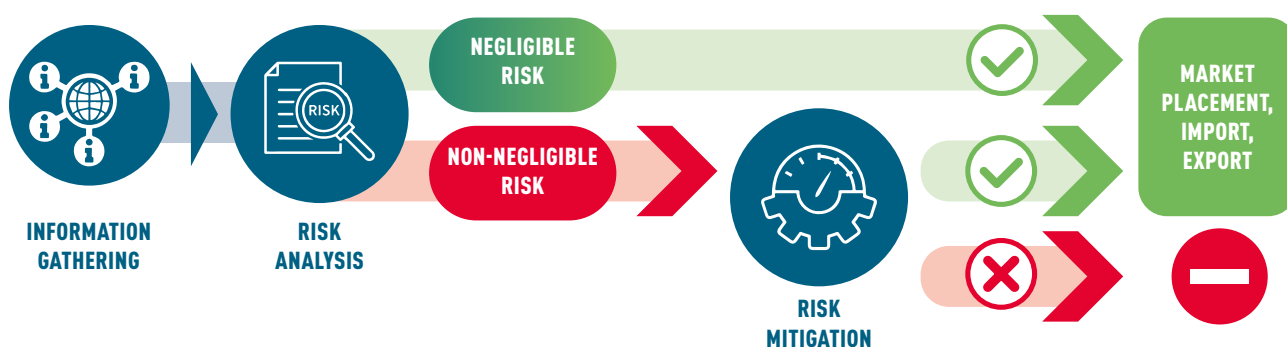 INFORMATION
GATHERING
RISK
RISK
ANALYSIS
NEGLIGIBLE
RISK
NON-NEGLIGIBLE
RISK
RISK
MITIGATION
MARKET
PLACEMENT,
IMPORT,
EXPORT